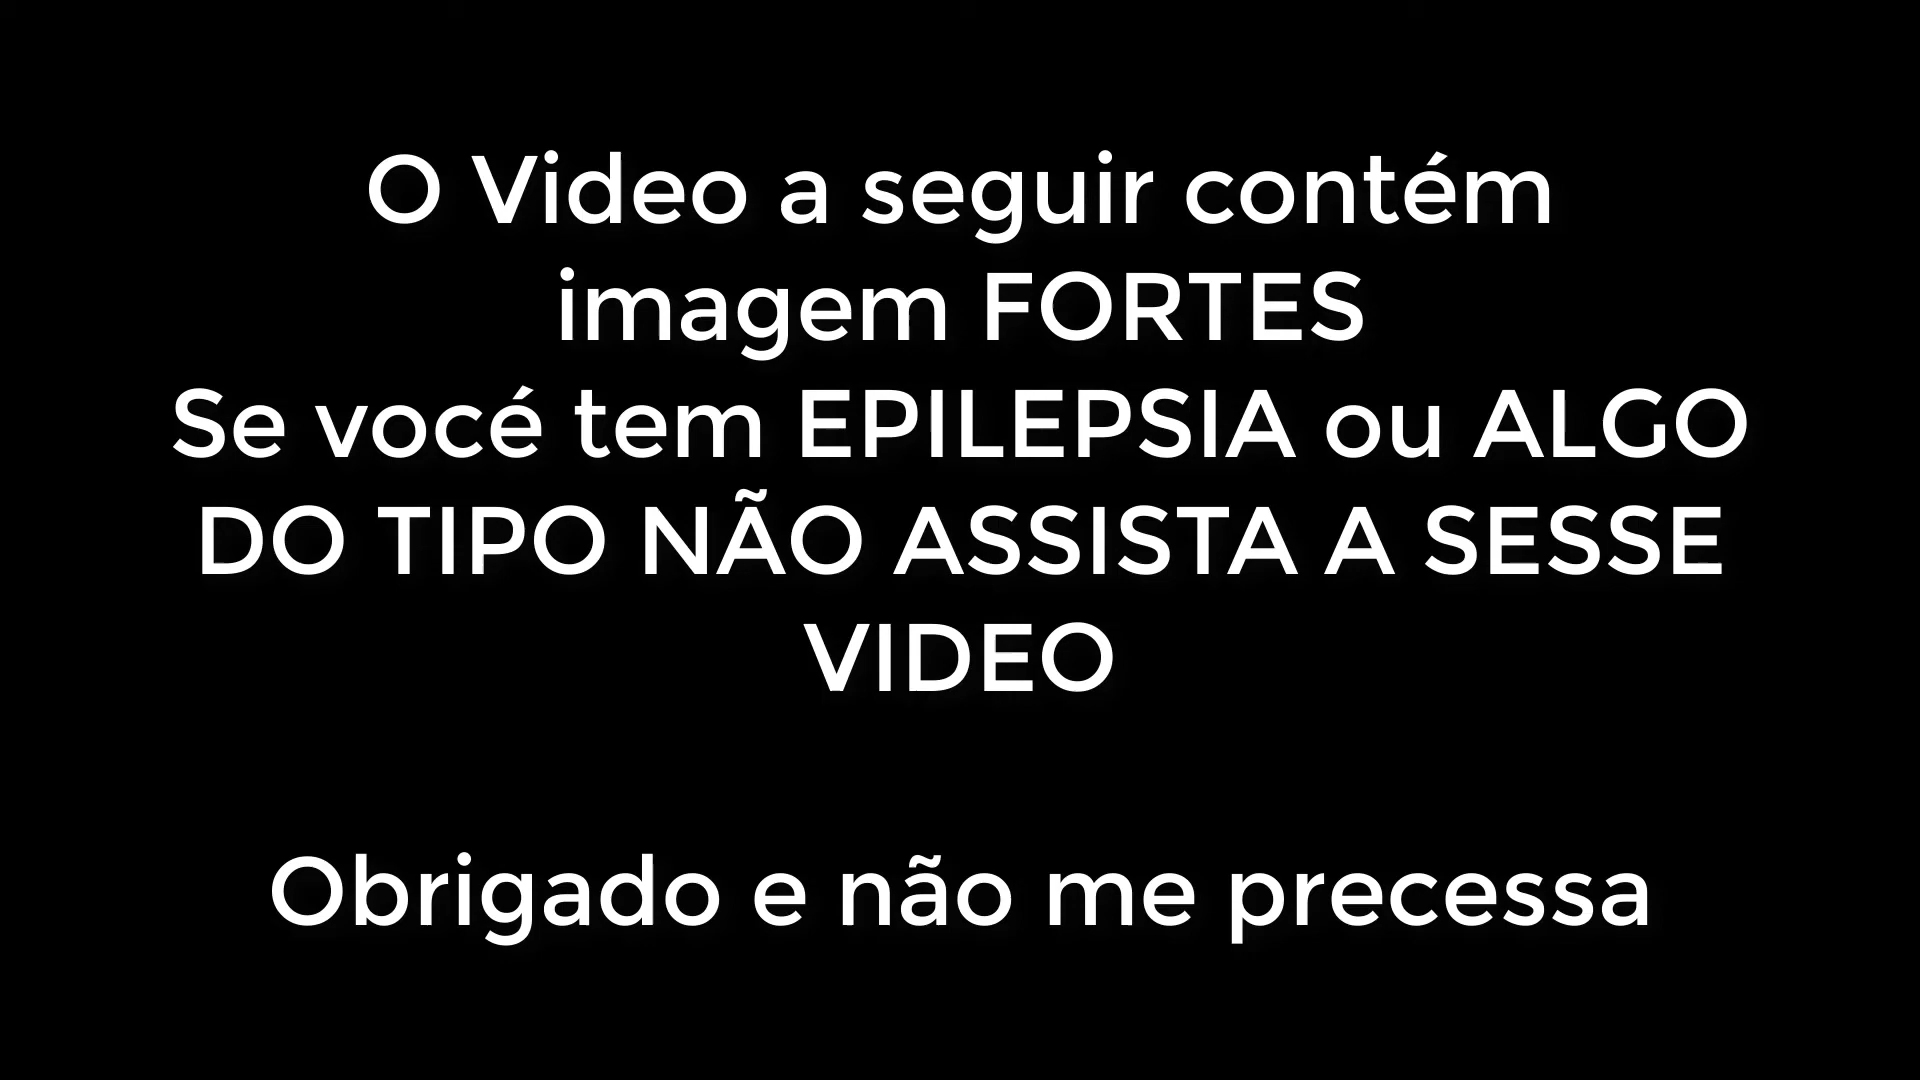 O Video a seguir contém
imagem FORTES
Se vocé tem EPILEPSIA ou ALGO
DO TIPO NÃO ASSISTA A SESSE
VIDEO
Obrigado e não me precessa